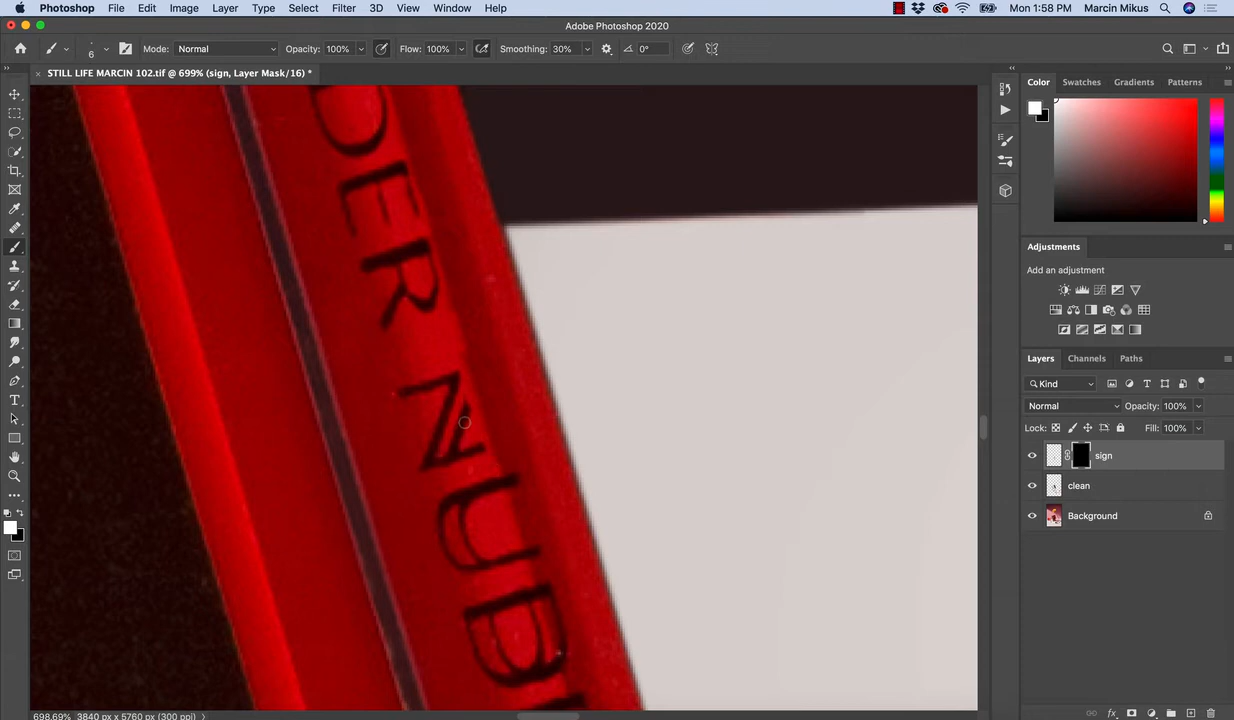 Photoshop File Edit Image Layer Type Select Filter 3D View Window Help Mon 1:58 PM Marcin Mikus
Adobe Photoshop 2020
6 Mode: Normal Opacity: 100% Flow: 100% Smoothing: 30% 0°
× STILL LIFE MARCIN 102.tif @ 699% (sign, Layer Mask/16) *
Color Swatches Gradients Patterns
DER NUDE
Adjustments
Add an adjustment
Layers Channels Paths
Kind
Normal Opacity: 100%
Lock: Fill: 100%
sign
clean
Background
698.69% 3840 px x 5760 px (300 ppi)